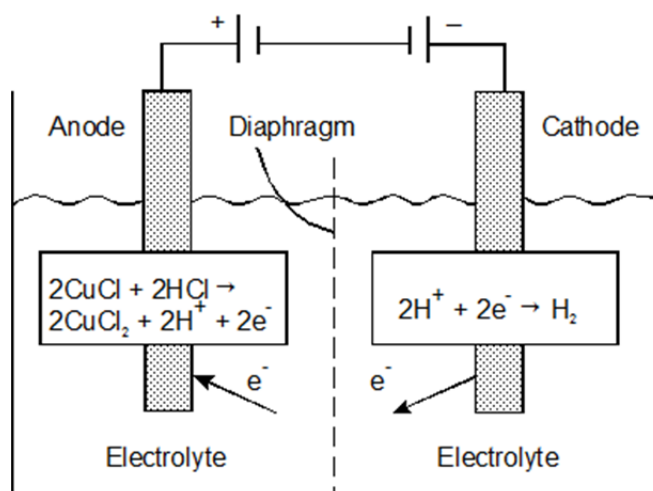 +
–
Anode
Diaphragm
Cathode
2CuCl + 2HCl →
2CuCl₂ + 2H⁺ + 2e⁻
2H⁺ + 2e⁻ → H₂
e⁻
e⁻
Electrolyte
Electrolyte